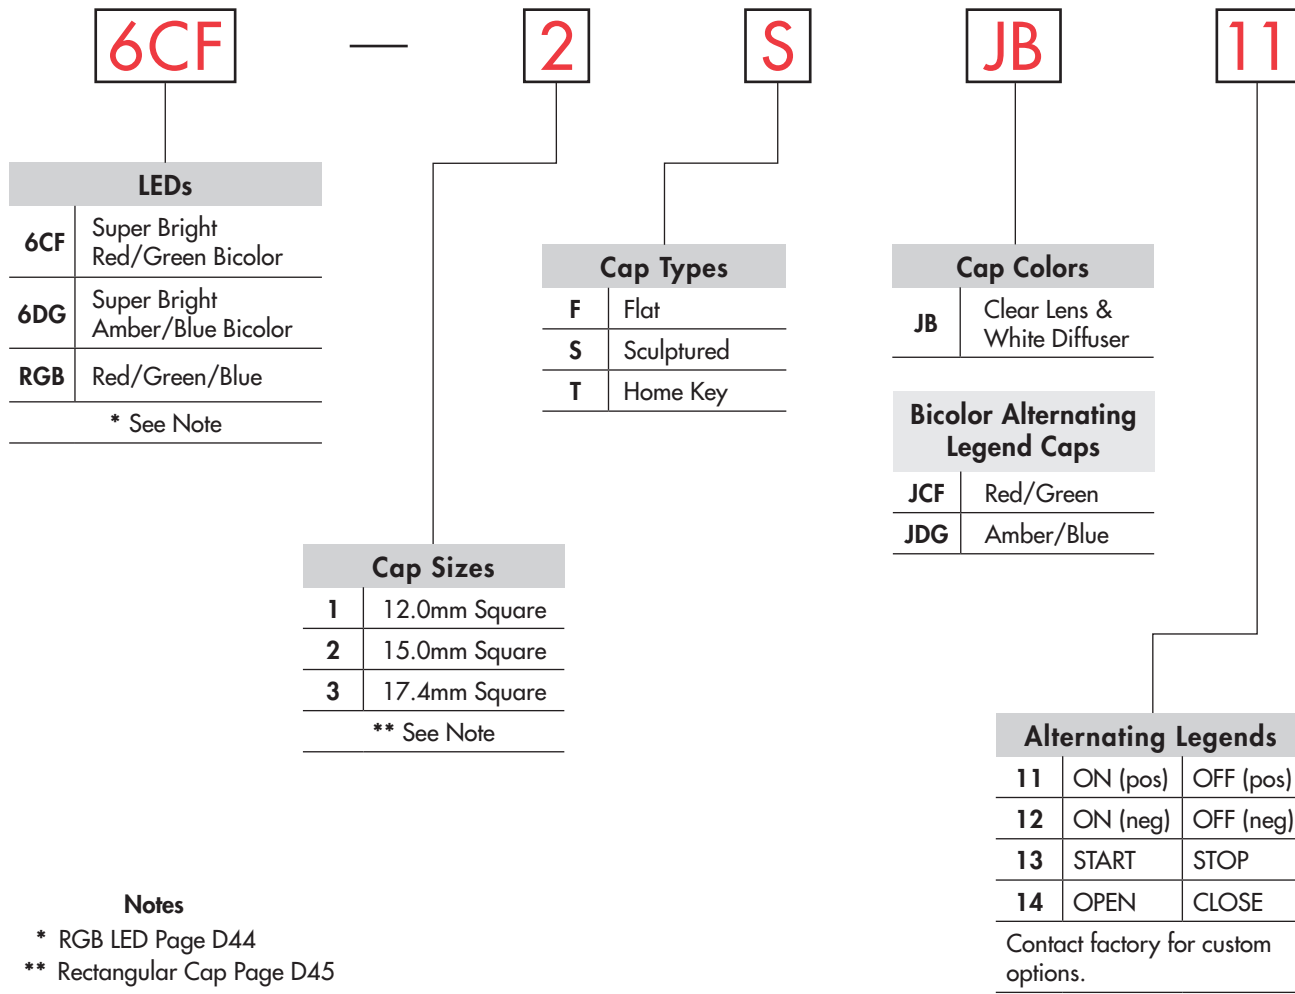 6CF — 2 S JB 11
LEDs
6CF Super Bright
Red/Green Bicolor
6DG Super Bright
Amber/Blue Bicolor
RGB Red/Green/Blue
* See Note
Cap Sizes
1 12.0mm Square
2 15.0mm Square
3 17.4mm Square
** See Note
Cap Types
F Flat
S Sculptured
T Home Key
Cap Colors
JB Clear Lens &
White Diffuser
Bicolor Alternating
Legend Caps
JCF Red/Green
JDG Amber/Blue
Alternating Legends
11 ON (pos) OFF (pos)
12 ON (neg) OFF (neg)
13 START STOP
14 OPEN CLOSE
Contact factory for custom
options.
Notes
* RGB LED Page D44
** Rectangular Cap Page D45